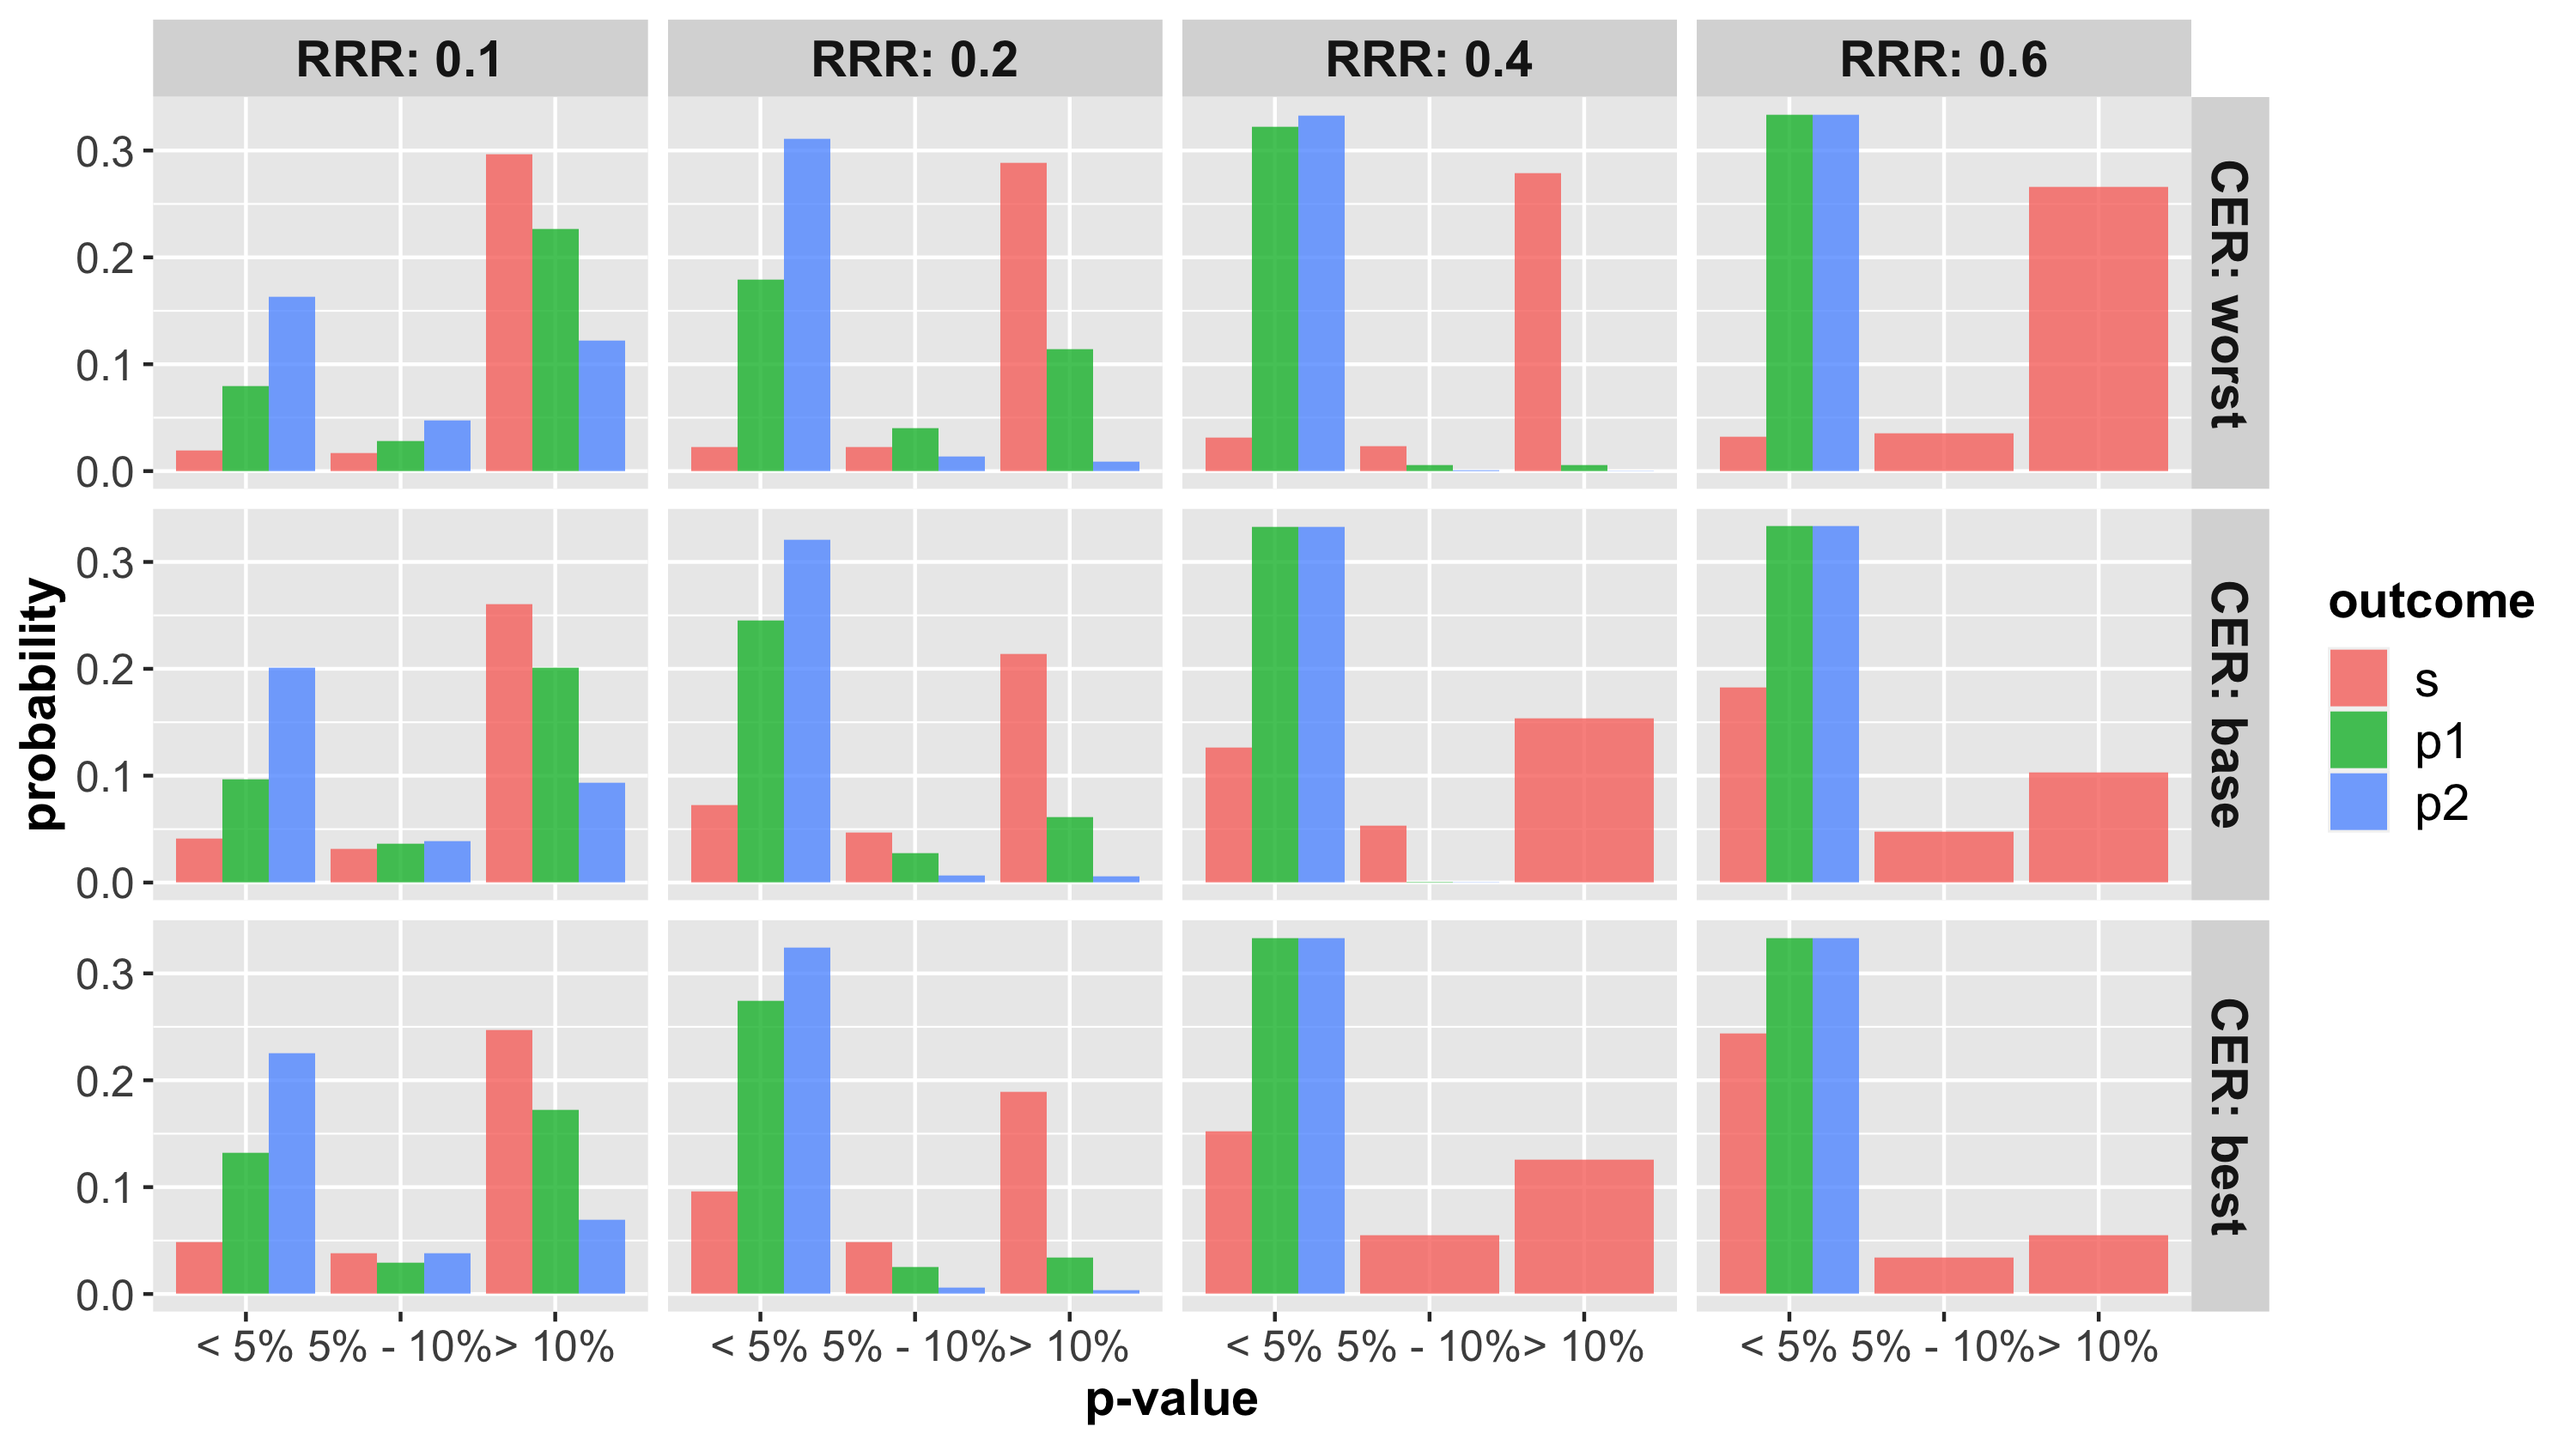 RRR: 0.1 RRR: 0.2 RRR: 0.4 RRR: 0.6
0.3
0.2
0.1
0.0
CER: worst
0.3
0.2
0.1
0.0
CER: base
0.3
0.2
0.1
0.0
CER: best
probability
< 5% 5% - 10% > 10% < 5% 5% - 10% > 10% < 5% 5% - 10% > 10% < 5% 5% - 10% > 10%
p-value
outcome
s
p1
p2